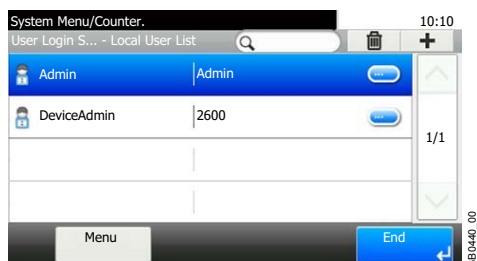 System Menu/Counter.
10:10
User Login S... - Local User List
Admin Admin
DeviceAdmin 2600
1/1
Menu
End
B0440_00